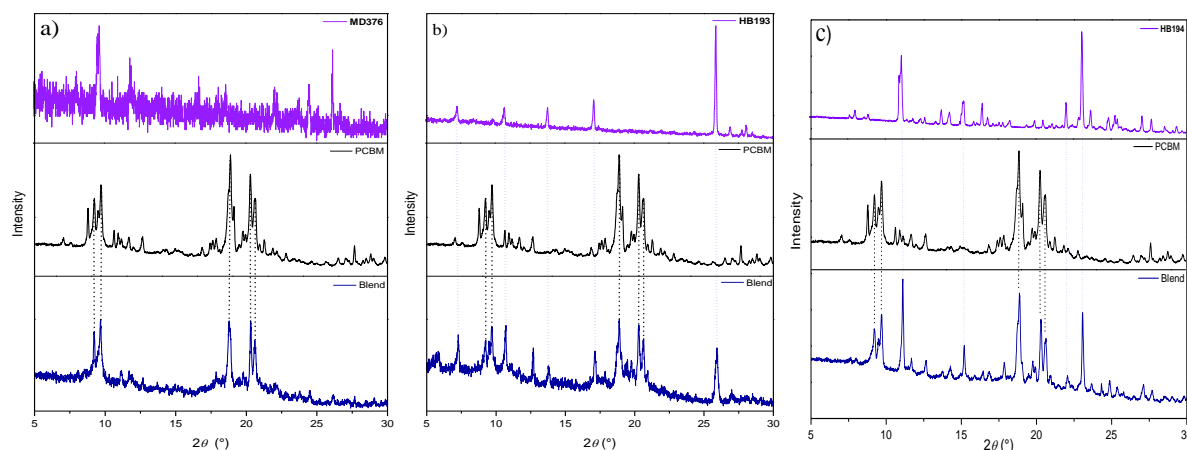 a)
MD376
PCBM
Blend
Intensity
5 10 15 20 25 30
2θ (°)
b)
HB193
PCBM
Blend
Intensity
5 10 15 20 25 30
2θ (°)
c)
HB194
PCBM
Blend
Intensity
5 10 15 20 25 30
2θ (°)